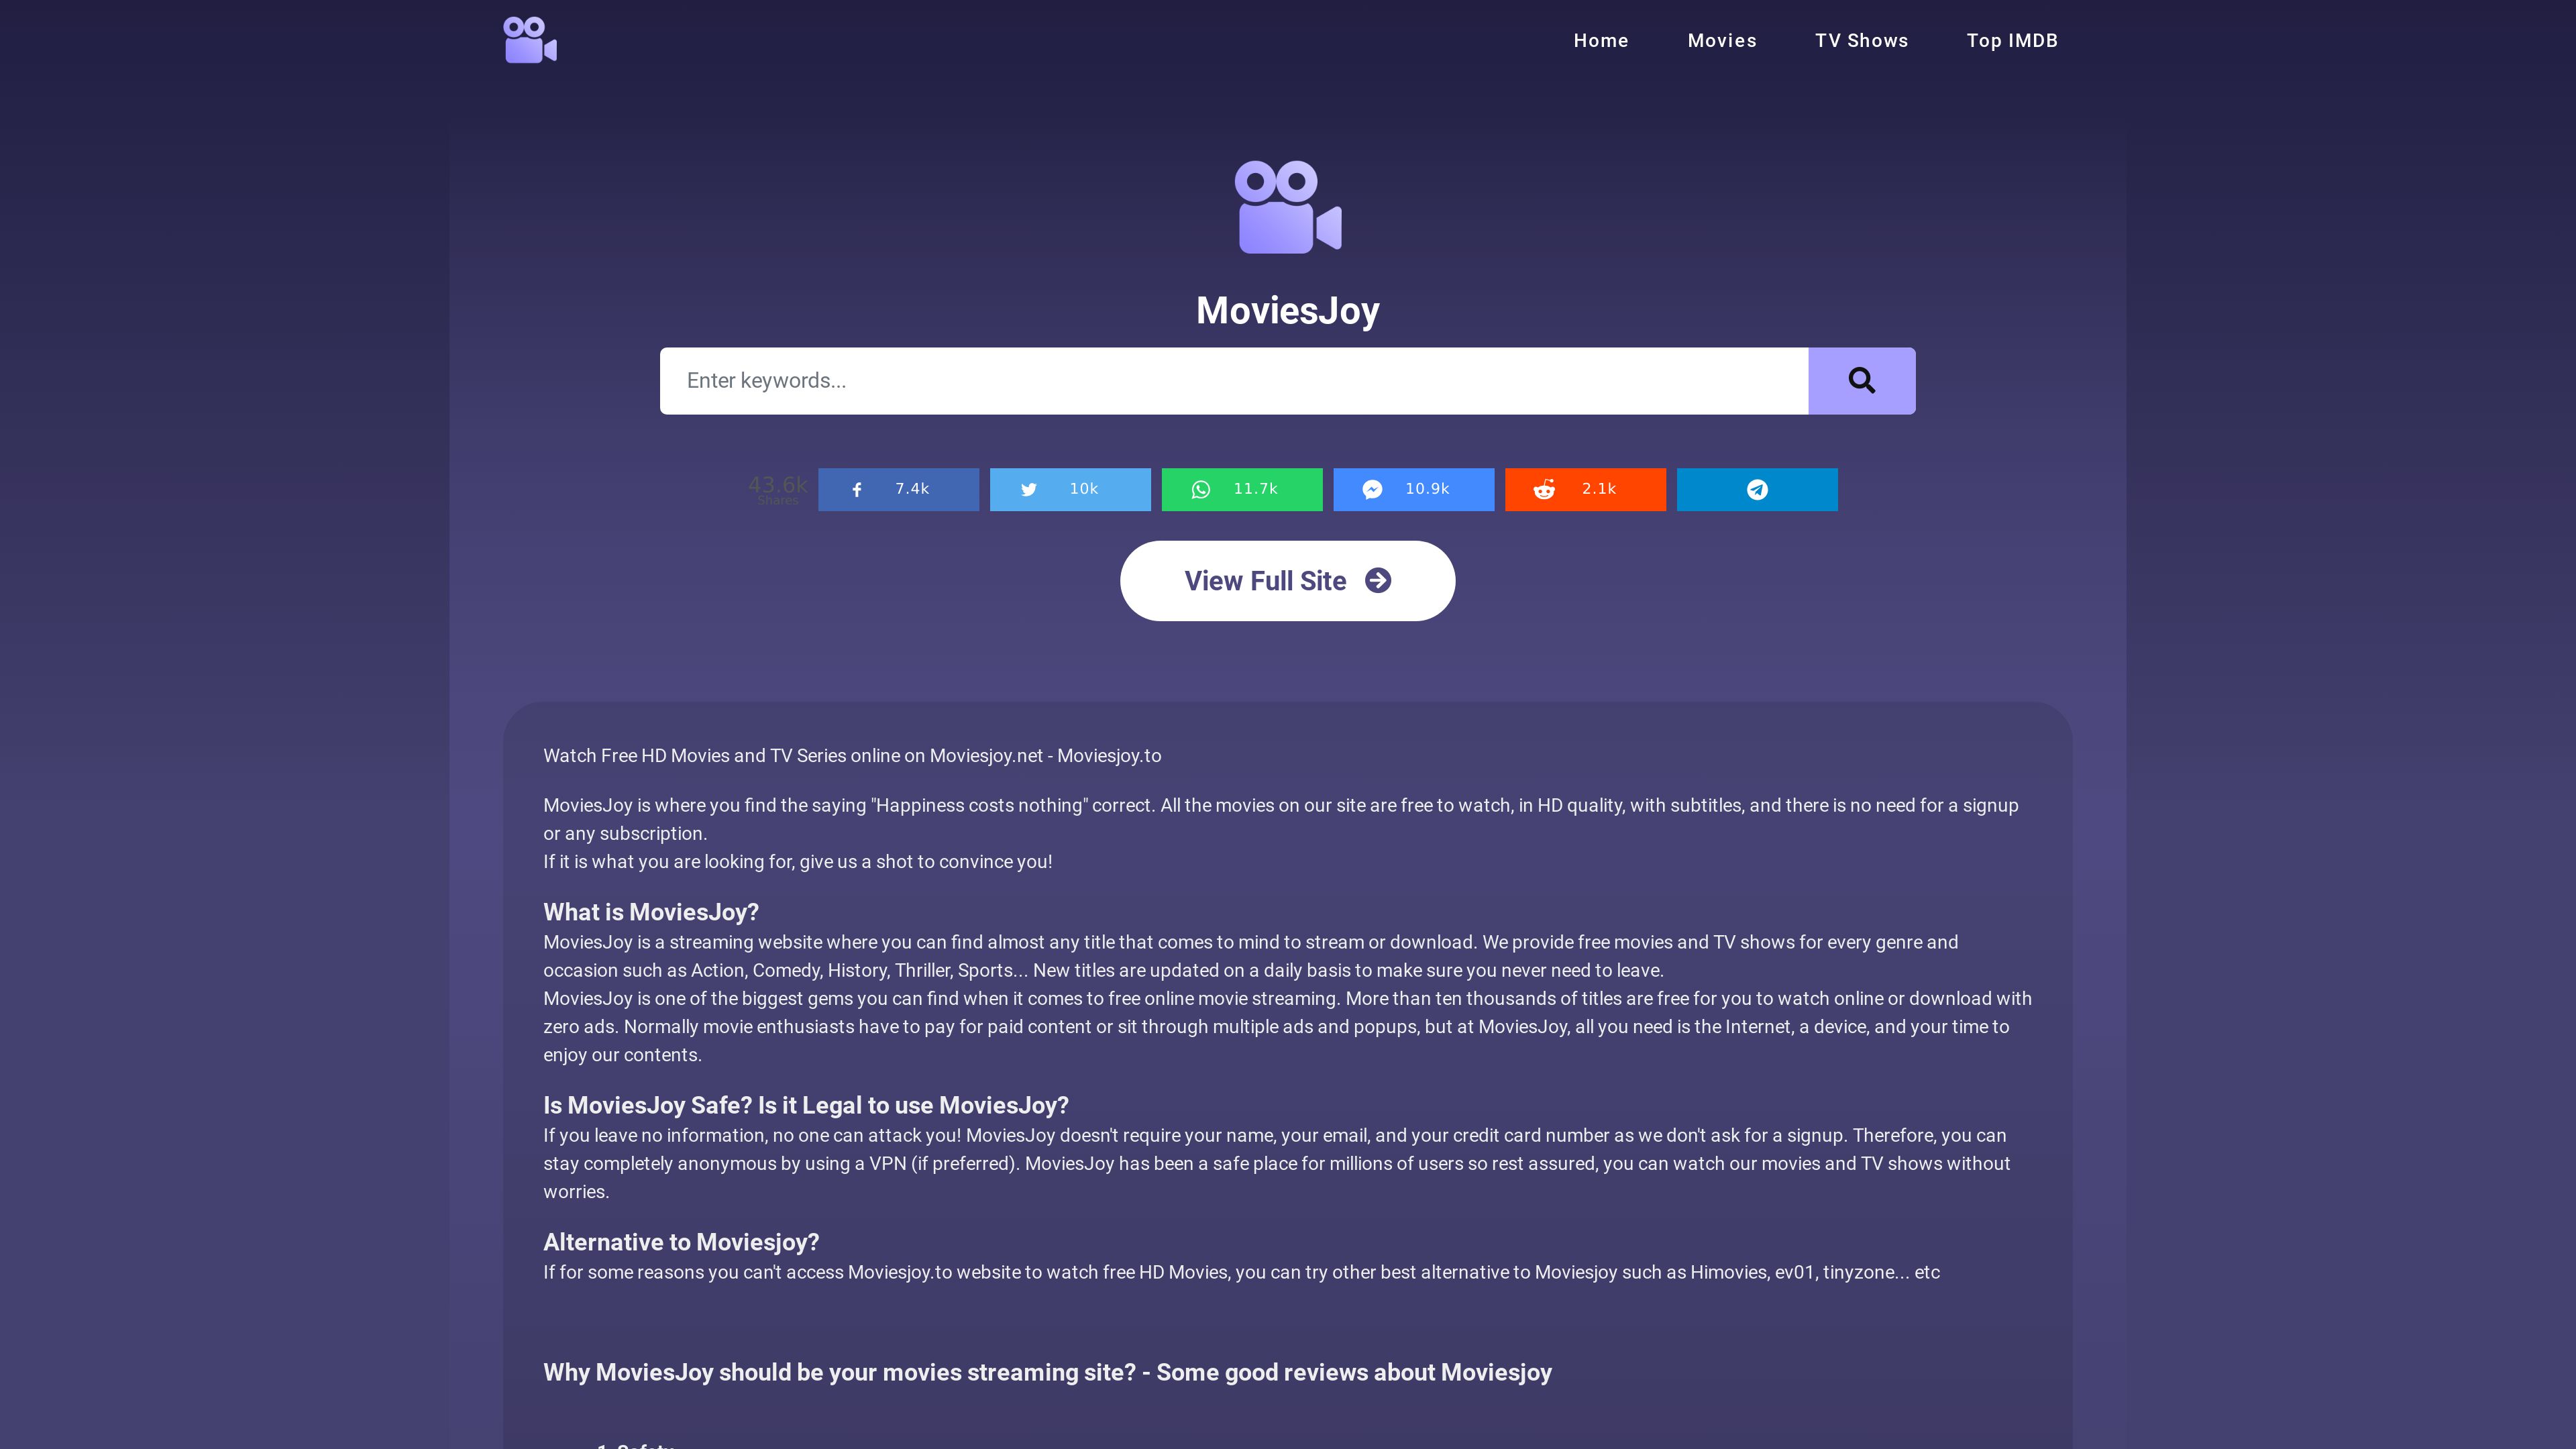 Home Movies TV Shows Top IMDB
MoviesJoy
Enter keywords...
43.6k
Shares
7.4k 10k 11.7k 10.9k 2.1k
View Full Site
Watch Free HD Movies and TV Series online on Moviesjoy.net - Moviesjoy.to
MoviesJoy is where you find the saying "Happiness costs nothing" correct. All the movies on our site are free to watch, in HD quality, with subtitles, and there is no need for a signup
or any subscription.
If it is what you are looking for, give us a shot to convince you!
What is MoviesJoy?
MoviesJoy is a streaming website where you can find almost any title that comes to mind to stream or download. We provide free movies and TV shows for every genre and
occasion such as Action, Comedy, History, Thriller, Sports... New titles are updated on a daily basis to make sure you never need to leave.
MoviesJoy is one of the biggest gems you can find when it comes to free online movie streaming. More than ten thousands of titles are free for you to watch online or download with
zero ads. Normally movie enthusiasts have to pay for paid content or sit through multiple ads and popups, but at MoviesJoy, all you need is the Internet, a device, and your time to
enjoy our contents.
Is MoviesJoy Safe? Is it Legal to use MoviesJoy?
If you leave no information, no one can attack you! MoviesJoy doesn't require your name, your email, and your credit card number as we don't ask for a signup. Therefore, you can
stay completely anonymous by using a VPN (if preferred). MoviesJoy has been a safe place for millions of users so rest assured, you can watch our movies and TV shows without
worries.
Alternative to Moviesjoy?
If for some reasons you can't access Moviesjoy.to website to watch free HD Movies, you can try other best alternative to Moviesjoy such as Himovies, ev01, tinyzone... etc
Why MoviesJoy should be your movies streaming site? - Some good reviews about Moviesjoy